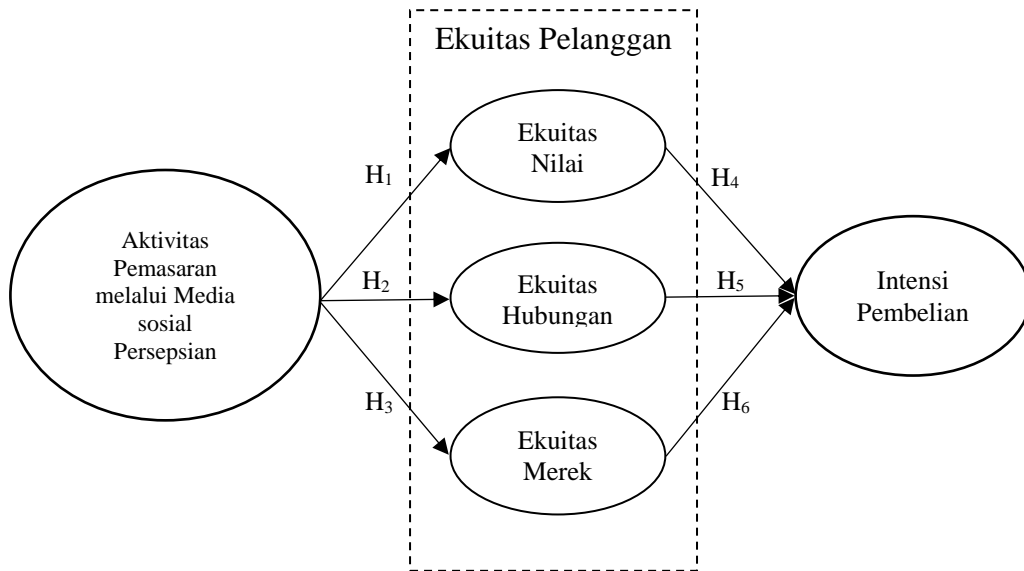 Ekuitas Pelanggan
Ekuitas
Nilai
H₁
H₄
Aktivitas
Pemasaran
melalui Media
sosial
Persepsian
H₂
Ekuitas
Hubungan
H₅
Intensi
Pembelian
H₃
H₆
Ekuitas
Merek